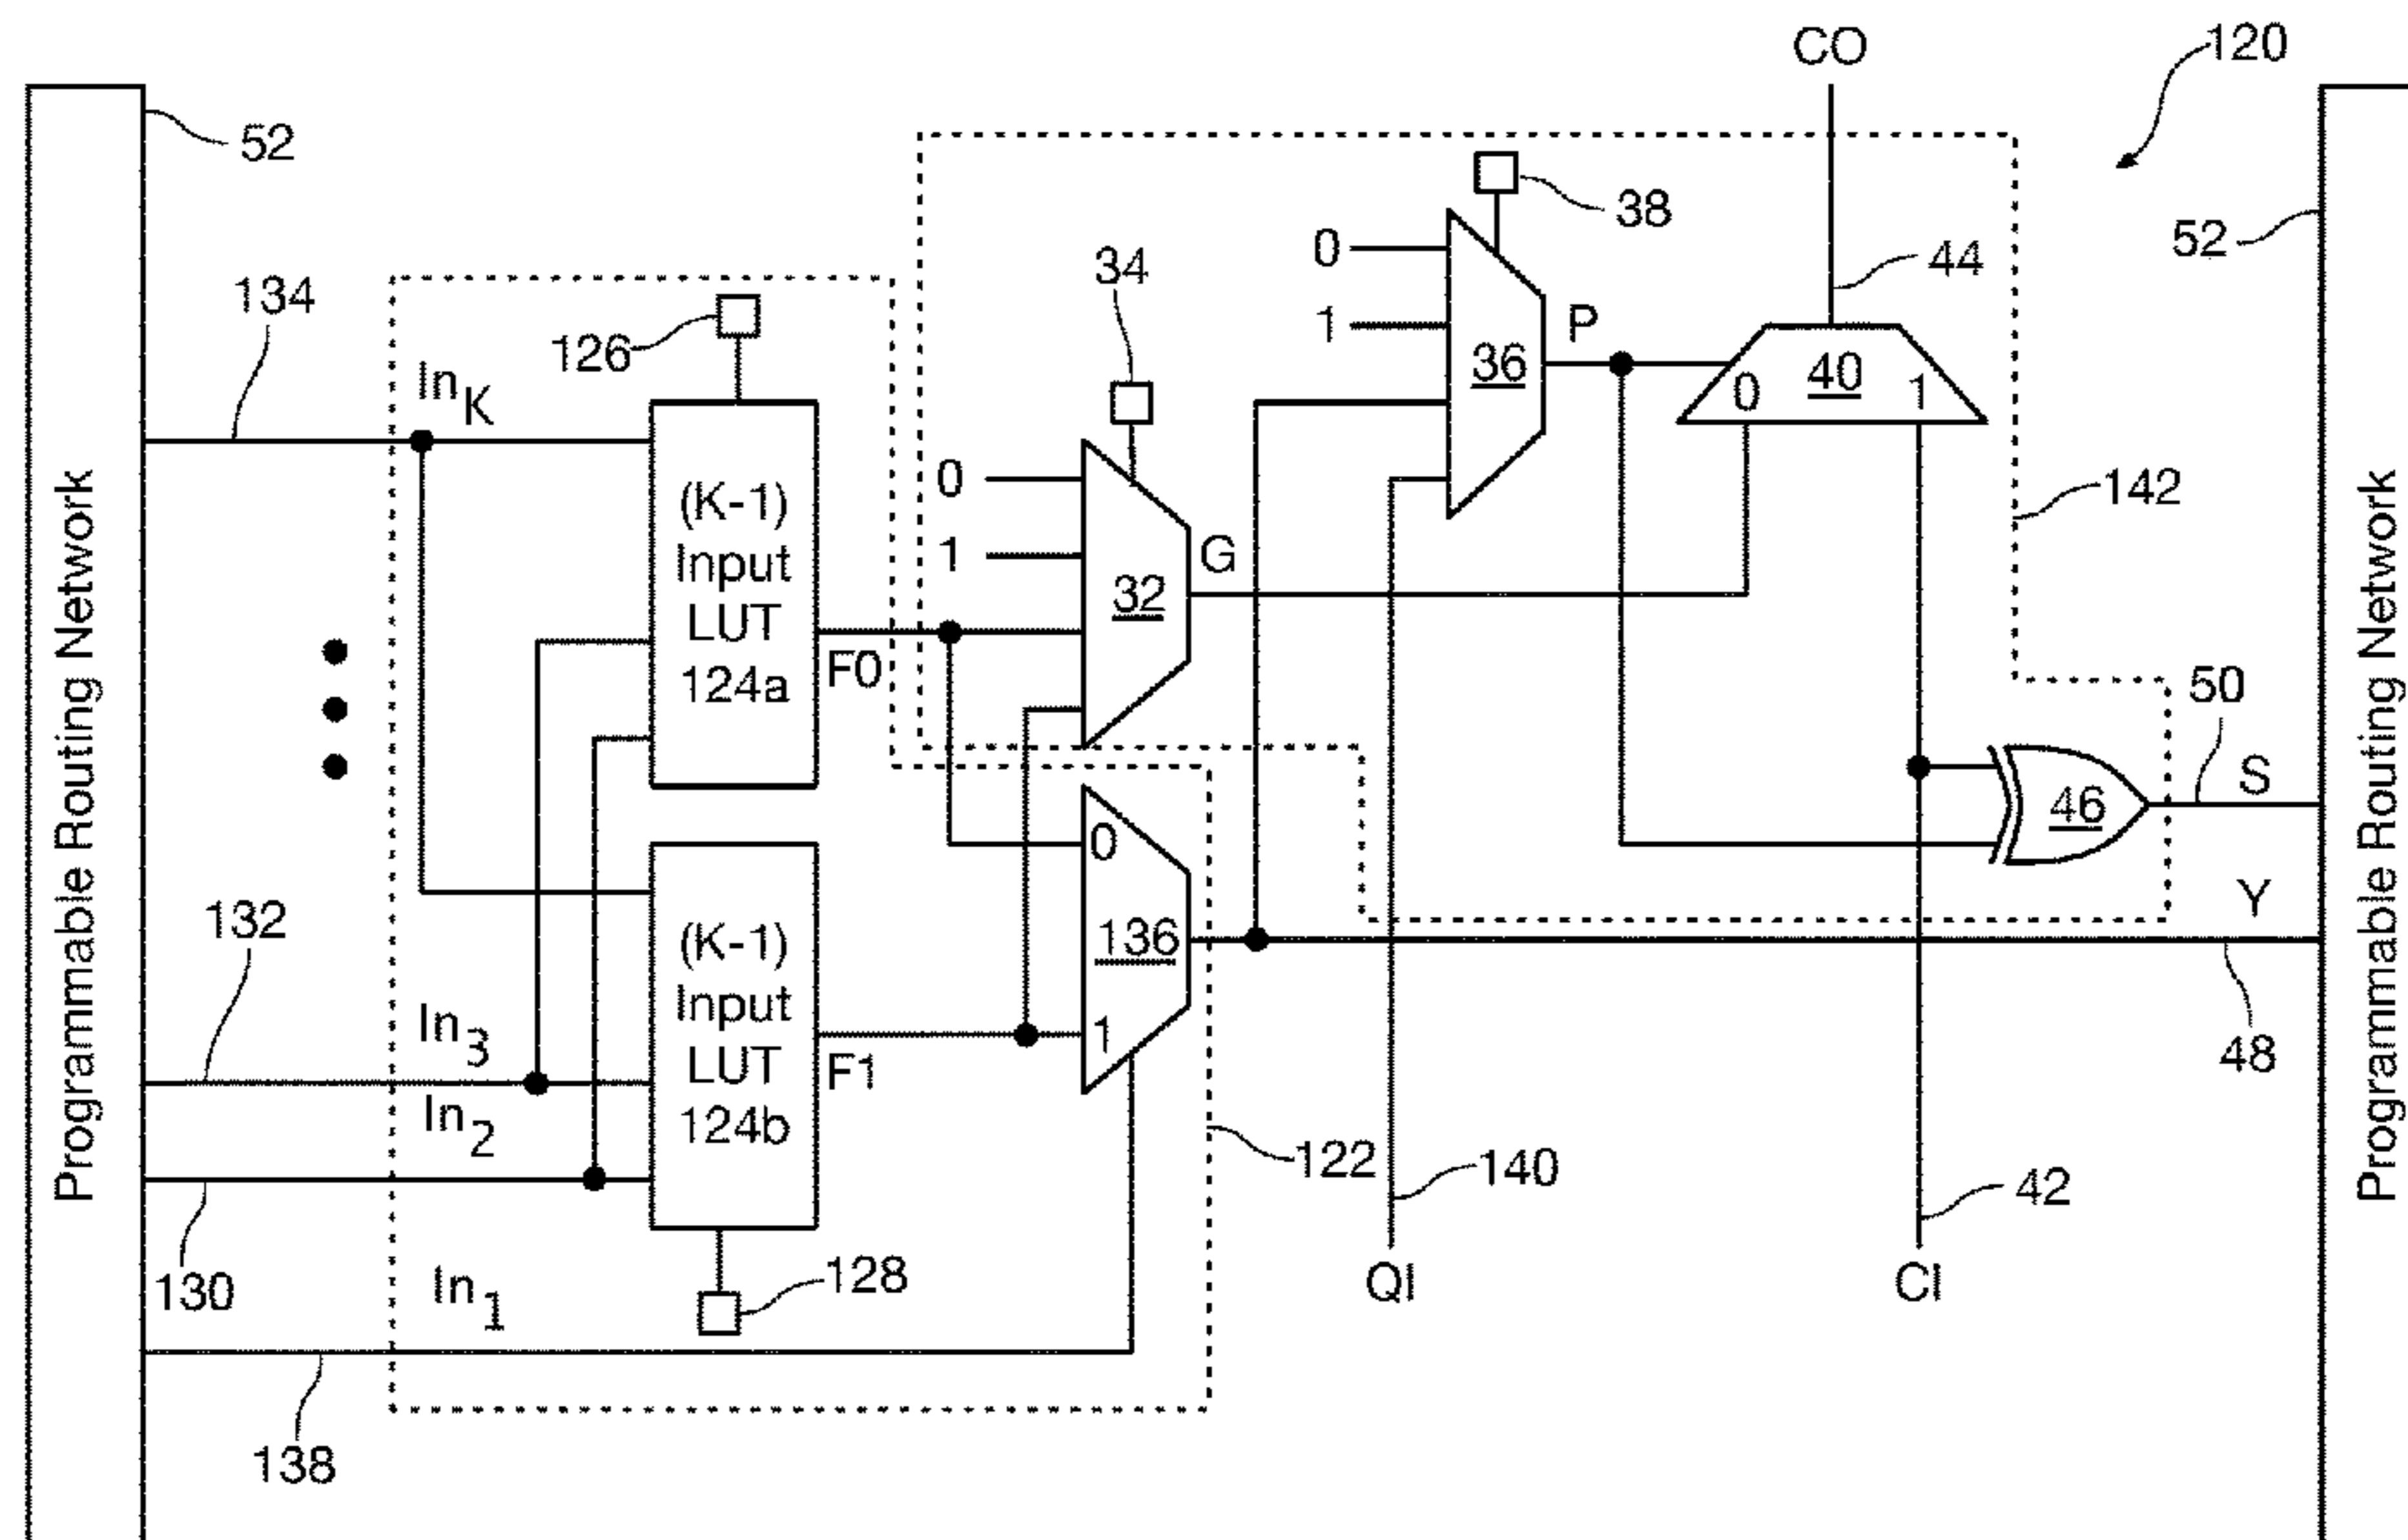 CO
120
52
38
52
0
134
34
44
1
P
126
36
40
In K
0
1
0
142
(K-1)
Input
LUT
124a
1
G
32
F0
50
S
46
0
Programmable Routing Network
Programmable Routing Network
132
Y
(K-1)
Input
LUT
124b
136
In 3
1
48
F1
In 2
122
140
42
130
In 1
128
QI
CI
138